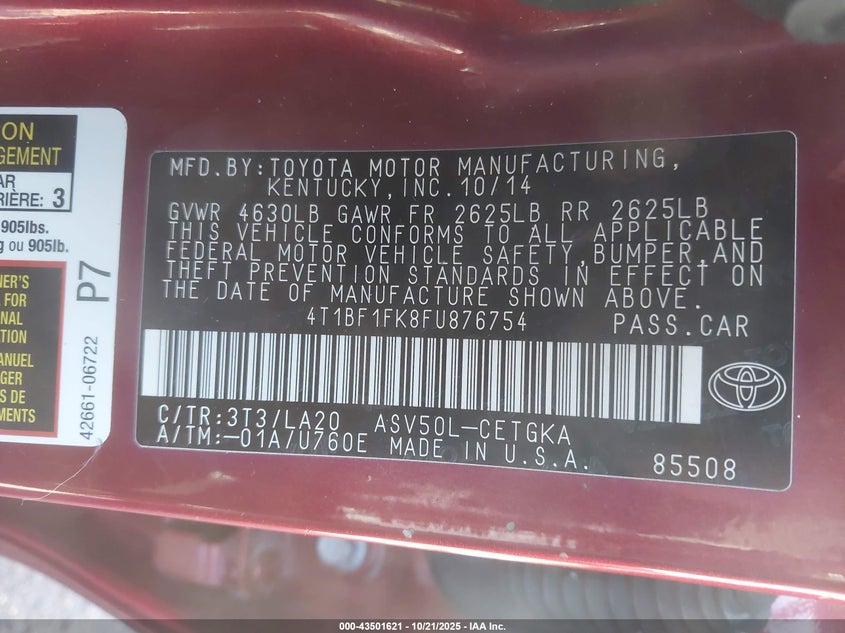 ON
GEMENT
AR
RIÈRE: 3
905lbs.
g ou 905lb.
NER'S
FOR
NAL
ATION
ANUEL
GER
S DE
MENTS
P7
42661-06722
MFD.BY:TOYOTA MOTOR MANUFACTURING,
KENTUCKY,INC.10/14
GVWR 4630LB GAWR FR 2625LB RR 2625LB
THIS VEHICLE CONFORMS TO ALL APPLICABLE
FEDERAL MOTOR VEHICLE SAFETY,BUMPER,AND
THEFT PREVENTION STANDARDS IN EFFECT ON
THE DATE OF MANUFACTURE SHOWN ABOVE.
4T1BF1FK8FU876754 PASS.CAR
C/TR:3T3/LA20 ASV50L-CETGKA
A/TM:-01A/U760E MADE IN U.S.A. 85508
000-43501621 - 10/21/2025 - IAA Inc.